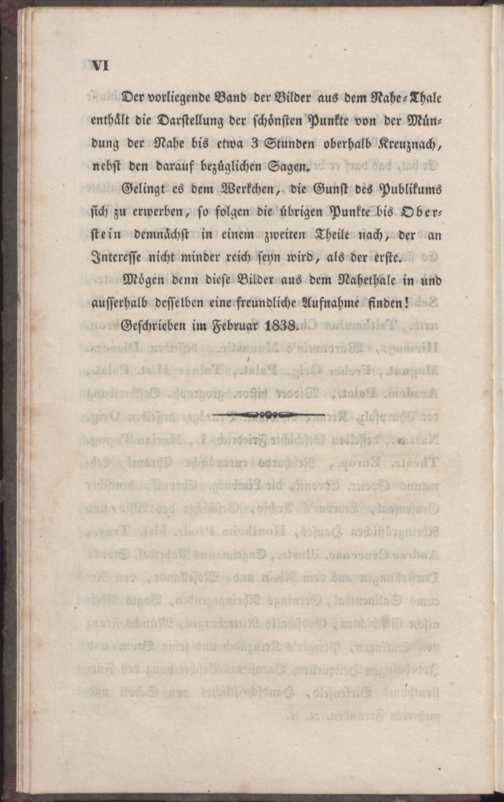 VI
Der vorliegende Band der Bilder aus dem Nahe-Thale
enthält die Darstellung der schönsten Punkte von der Mün-
dung der Nahe bis etwa 3 Stunden oberhalb Kreuznach,
nebst den darauf bezüglichen Sagen.
Gelingt es dem Werkchen, die Gunst des Publikums
sich zu erwerben, so folgen die übrigen Punkte bis Ober-
stein demnächst in einem zweiten Theile nach, der an
Interesse nicht minder reich seyn wird, als der erste.
Mögen denn diese Bilder aus dem Nahethale in und
ausserhalb desselben eine freundliche Aufnahme finden!
Geschrieben im Februar 1838.